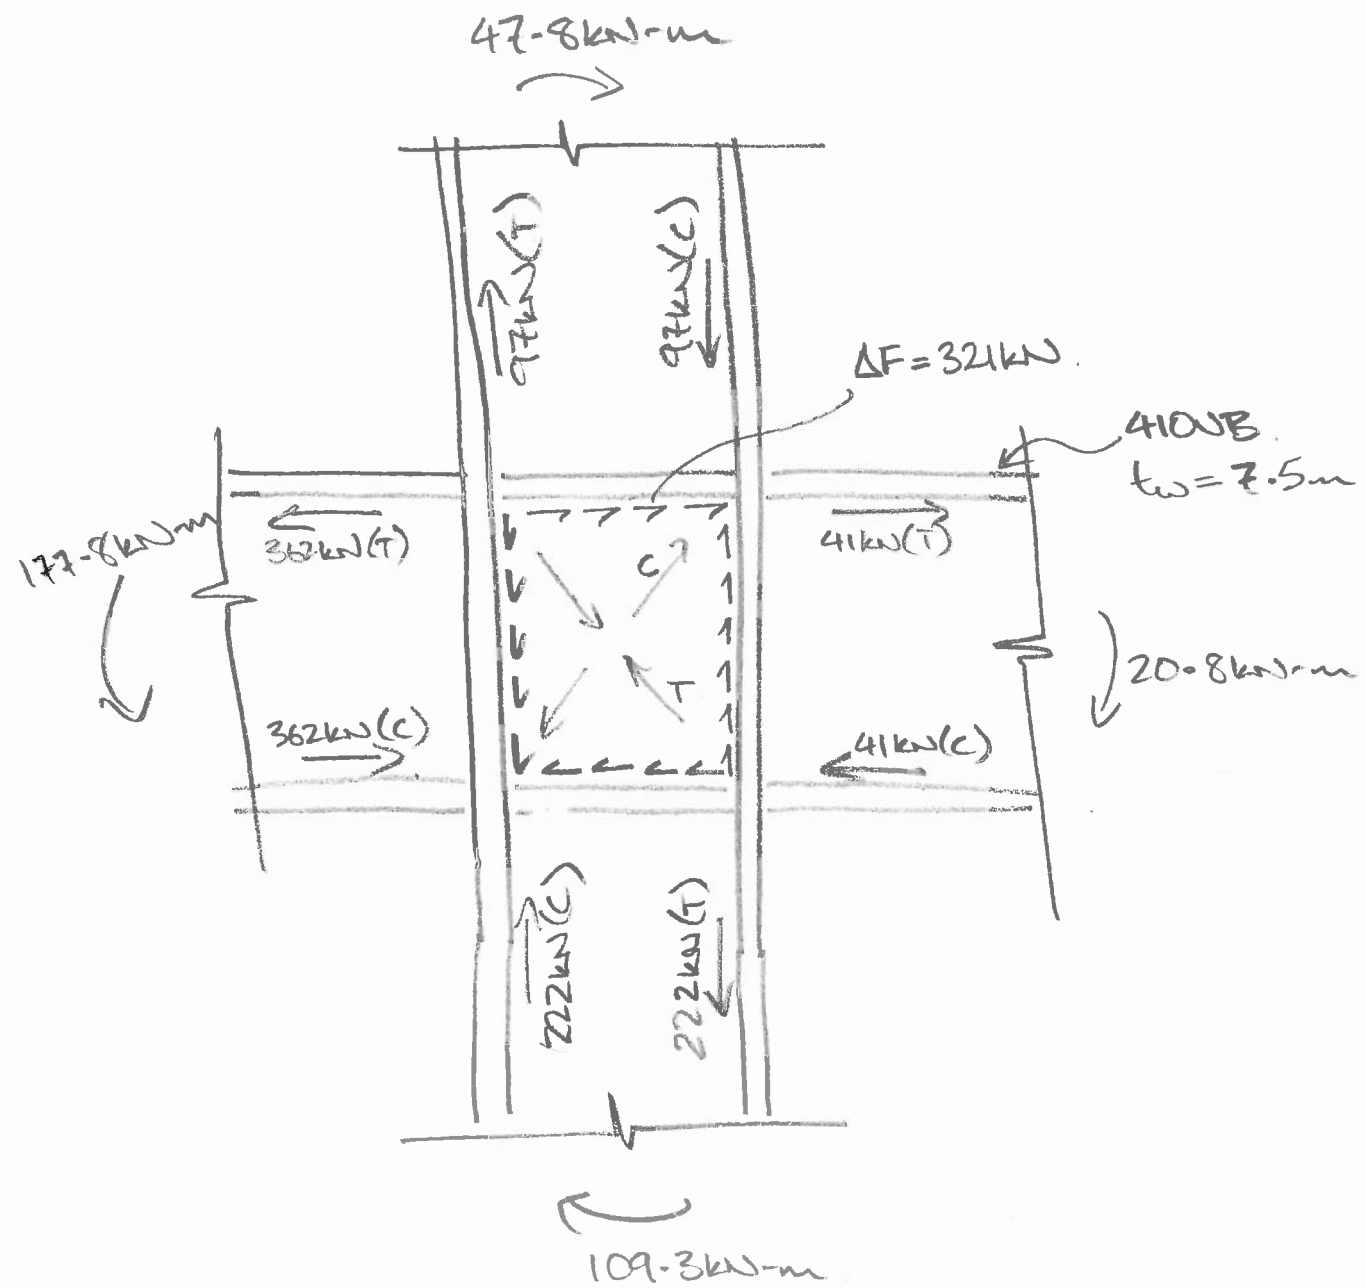 47.8kN-m
97kN(T)
97kN(C)
ΔF=321kN.
410UB
tw=7.5m
177.8kN-m
362kN(T)
C
41kN(T)
T
20.8kN-m
362kN(C)
41kN(C)
222kN(C)
222kN(T)
109.3kN-m